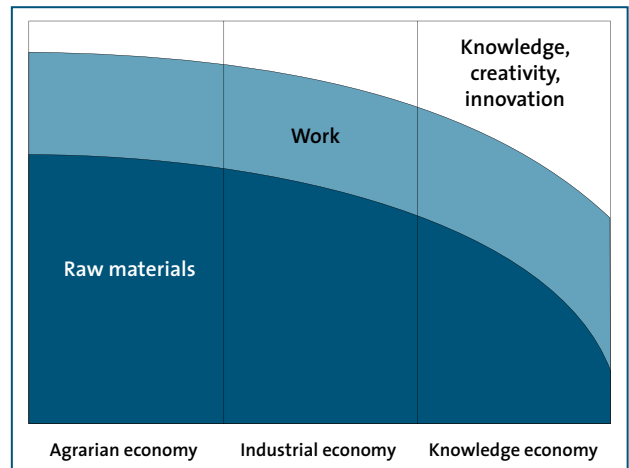 Knowledge,
creativity,
innovation
Work
Raw materials
Agrarian economy
Industrial economy
Knowledge economy